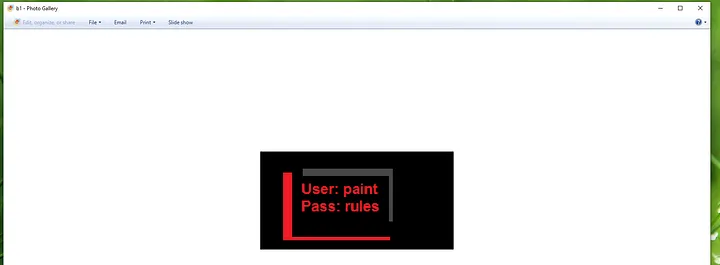 b1 - Photo Gallery
Edit, organize, or share File Email Print Slide show
User: paint
Pass: rules